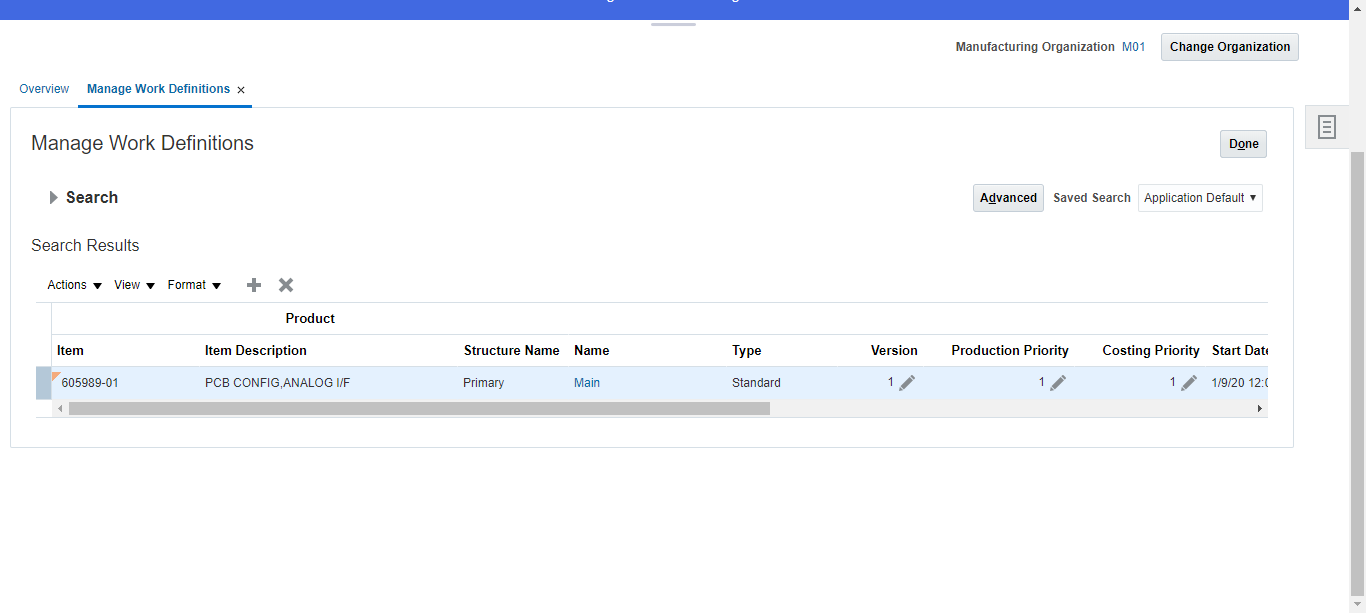 Manufacturing Organization M01 Change Organization
Overview Manage Work Definitions ×
Manage Work Definitions
Done
Search
Advanced Saved Search Application Default
Search Results
Actions View Format
Product
Item Item Description Structure Name Name Type Version Production Priority Costing Priority Start Date
605989-01 PCB CONFIG,ANALOG I/F Primary Main Standard 1 1 1 1/9/20 12:0